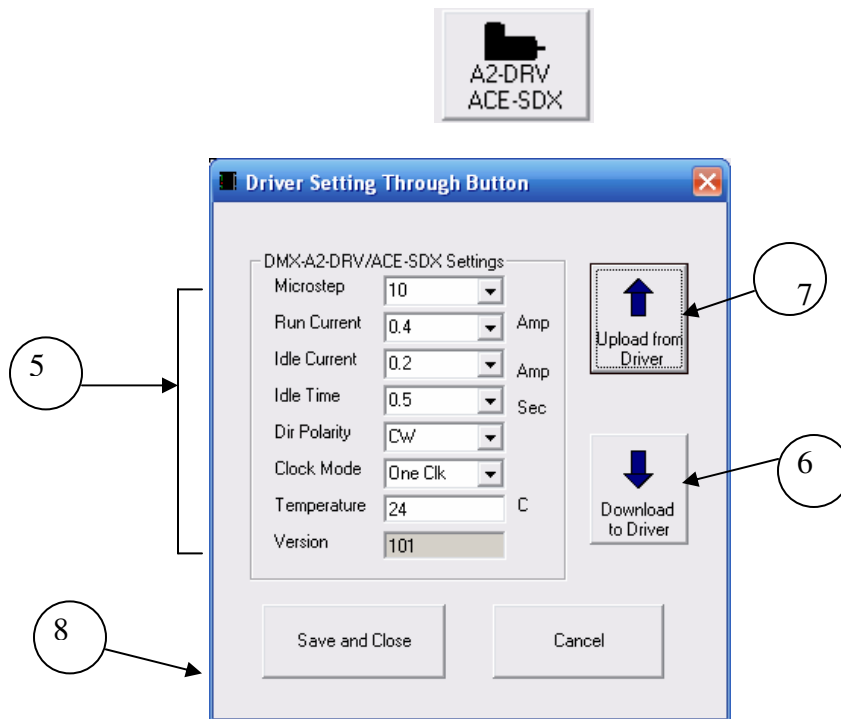 A2-DRV
ACE-SDX
Driver Setting Through Button
DMX-A2-DRV/ACE-SDX Settings
Microstep 10
Run Current 0.4 Amp
Idle Current 0.2 Amp
Idle Time 0.5 Sec
Dir Polarity CW
Clock Mode One Clk
Temperature 24 C
Version 101
Upload from
Driver
Download
to Driver
Save and Close
Cancel
5
7
6
8